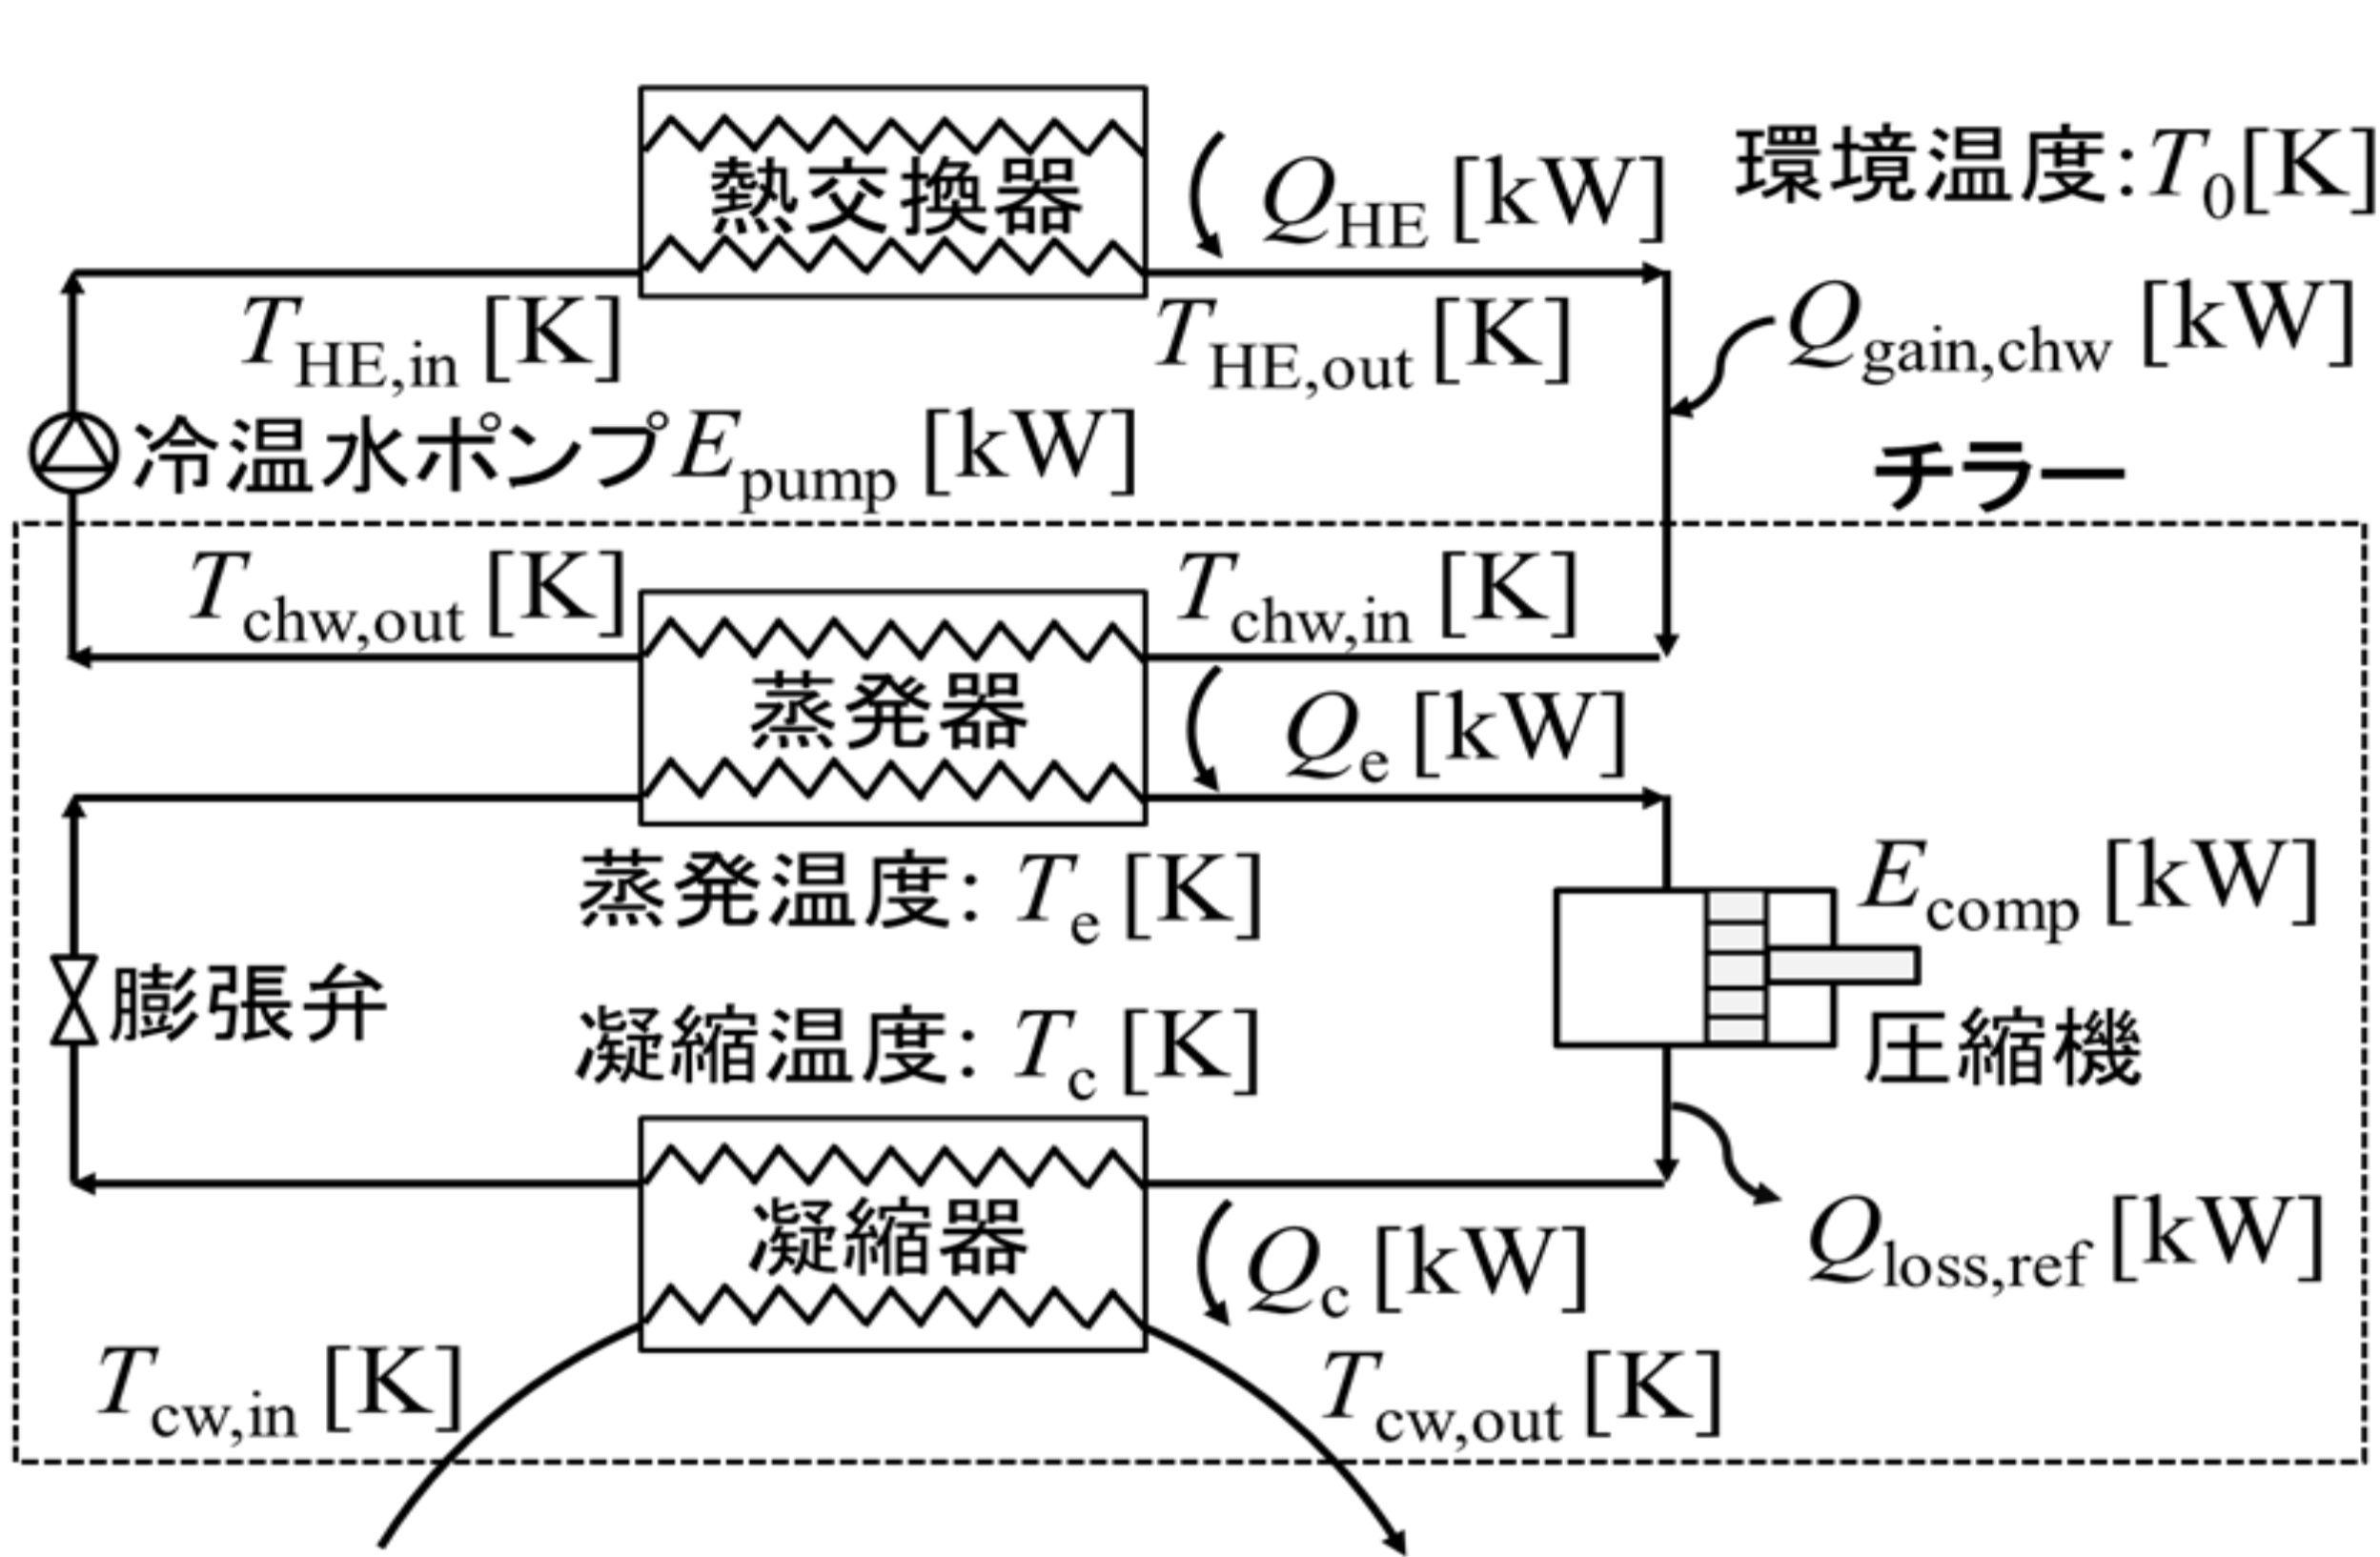 熱交換器
Q_HE [kW]
環境温度:T_0[K]
T_HE,in [K]
T_HE,out [K]
Q_gain,chw [kW]
冷温水ポンプE_pump [kW]
チラー
T_chw,out [K]
T_chw,in [K]
蒸発器
Q_e [kW]
蒸発温度: T_e [K]
E_comp [kW]
膨張弁
凝縮温度: T_c [K]
圧縮機
凝縮器
Q_c [kW]
Q_loss,ref [kW]
T_cw,in [K]
T_cw,out [K]